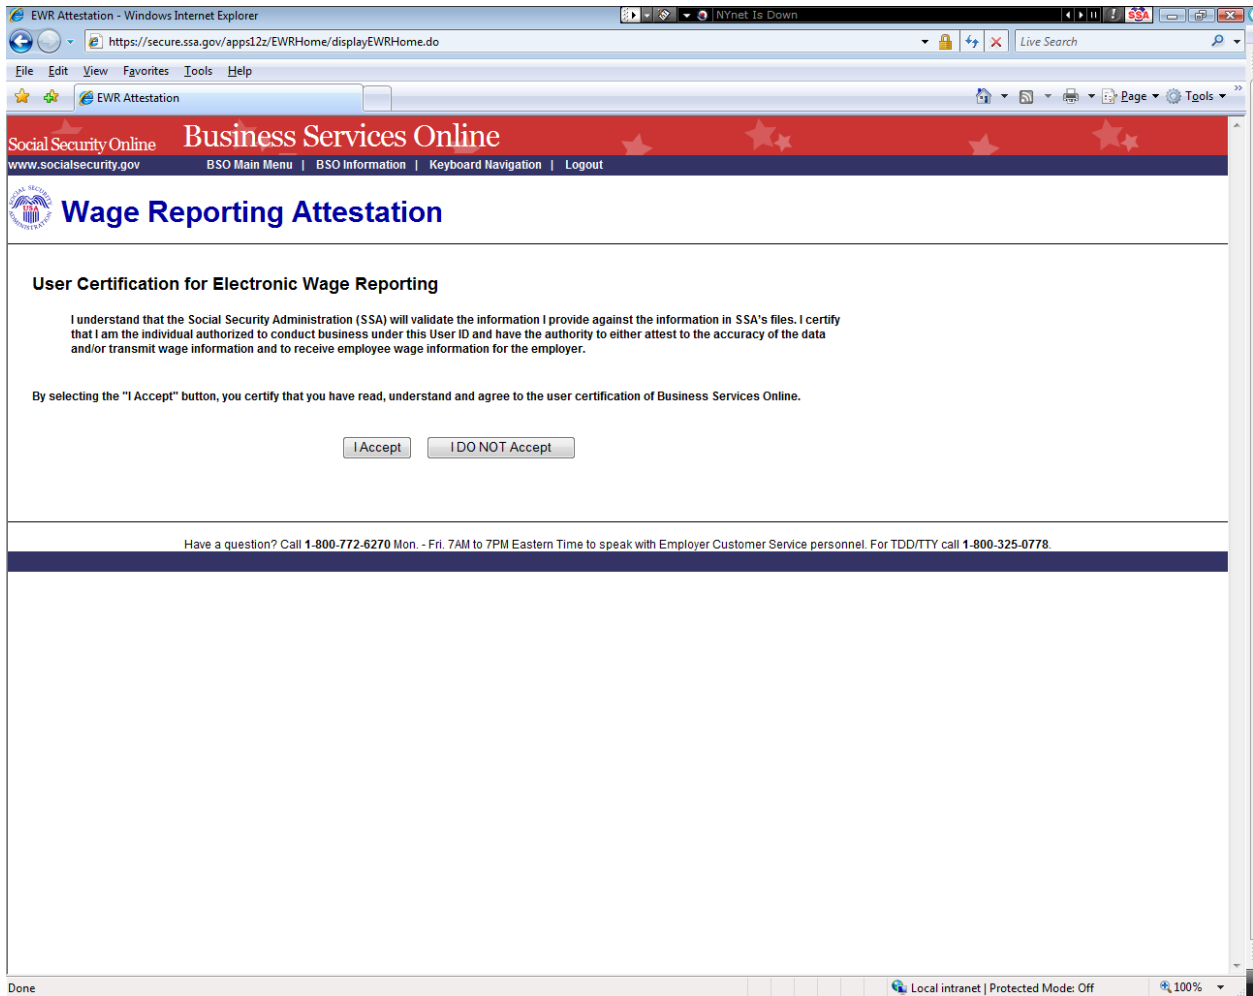 EWR Attestation - Windows Internet Explorer
NYnet Is Down
SSA
https://secure.ssa.gov/apps12z/EWRHome/displayEWRHome.do
Live Search
File Edit View Favorites Tools Help
EWR Attestation
Page Tools
Social Security Online Business Services Online
www.socialsecurity.gov BSO Main Menu | BSO Information | Keyboard Navigation | Logout
Wage Reporting Attestation
User Certification for Electronic Wage Reporting
I understand that the Social Security Administration (SSA) will validate the information I provide against the information in SSA's files. I certify
that I am the individual authorized to conduct business under this User ID and have the authority to either attest to the accuracy of the data
and/or transmit wage information and to receive employee wage information for the employer.
By selecting the "I Accept" button, you certify that you have read, understand and agree to the user certification of Business Services Online.
I Accept I DO NOT Accept
Have a question? Call 1-800-772-6270 Mon. - Fri. 7AM to 7PM Eastern Time to speak with Employer Customer Service personnel. For TDD/TTY call 1-800-325-0778.
Done Local intranet | Protected Mode: Off 100%